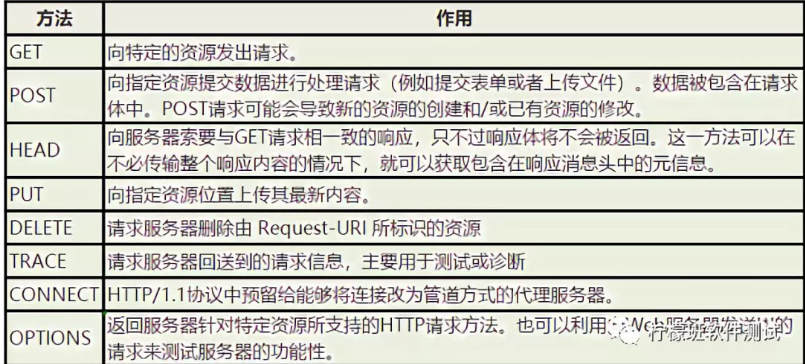 方法 作用
GET 向特定的资源发出请求。
POST 向指定资源提交数据进行处理请求（例如提交表单或者上传文件）。数据被包含在请求
体中。POST请求可能会导致新的资源的创建和/或已有资源的修改。
HEAD 向服务器索要与GET请求相一致的响应，只不过响应体将不会被返回。这一方法可以在
不必传输整个响应内容的情况下，就可以获取包含在响应消息头中的元信息。
PUT 向指定资源位置上传其最新内容。
DELETE 请求服务器删除由 Request-URI 所标识的资源
TRACE 请求服务器回送到的请求信息，主要用于测试或诊断
CONNECT HTTP/1.1协议中预留给能够将连接改为管道方式的代理服务器。
OPTIONS 返回服务器针对特定资源所支持的HTTP请求方法。也可以利用 Web服务器发送 的
请求来测试服务器的功能性。
柠檬班软件测试